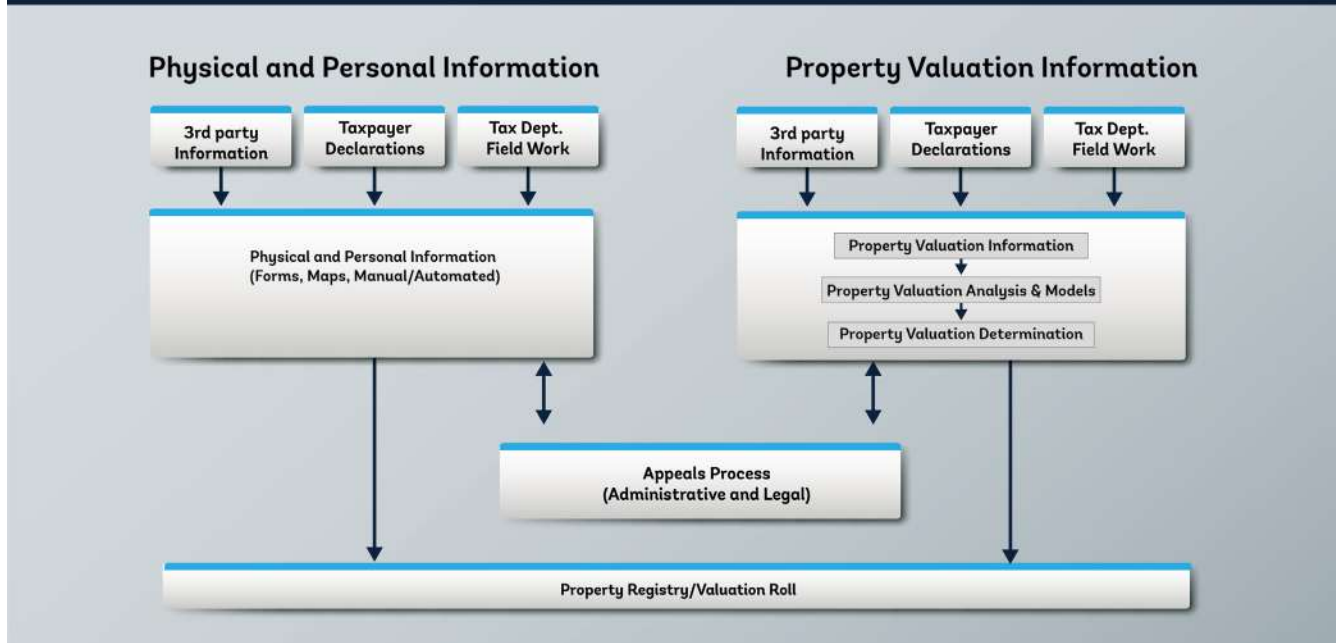 Physical and Personal Information
Property Valuation Information
3rd party
Information
Taxpayer
Declarations
Tax Dept.
Field Work
3rd party
Information
Taxpayer
Declarations
Tax Dept.
Field Work
Physical and Personal Information
(Forms, Maps, Manual/Automated)
Property Valuation Information
Property Valuation Analysis & Models
Property Valuation Determination
Appeals Process
(Administrative and Legal)
Property Registry/Valuation Roll